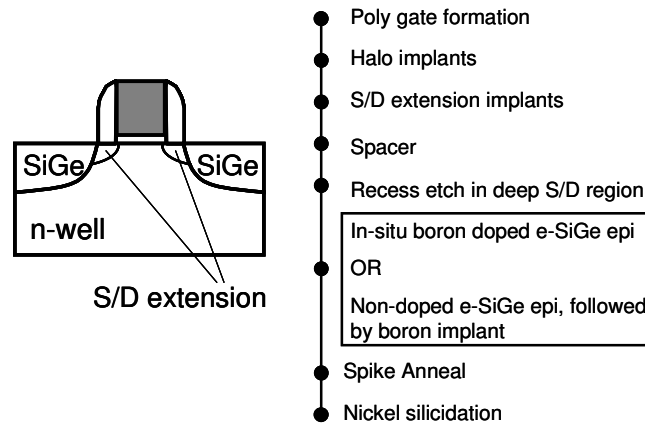 SiGe
SiGe
n-well
S/D extension
Poly gate formation
Halo implants
S/D extension implants
Spacer
Recess etch in deep S/D region
In-situ boron doped e-SiGe epi
OR
Non-doped e-SiGe epi, followed
by boron implant
Spike Anneal
Nickel silicidation